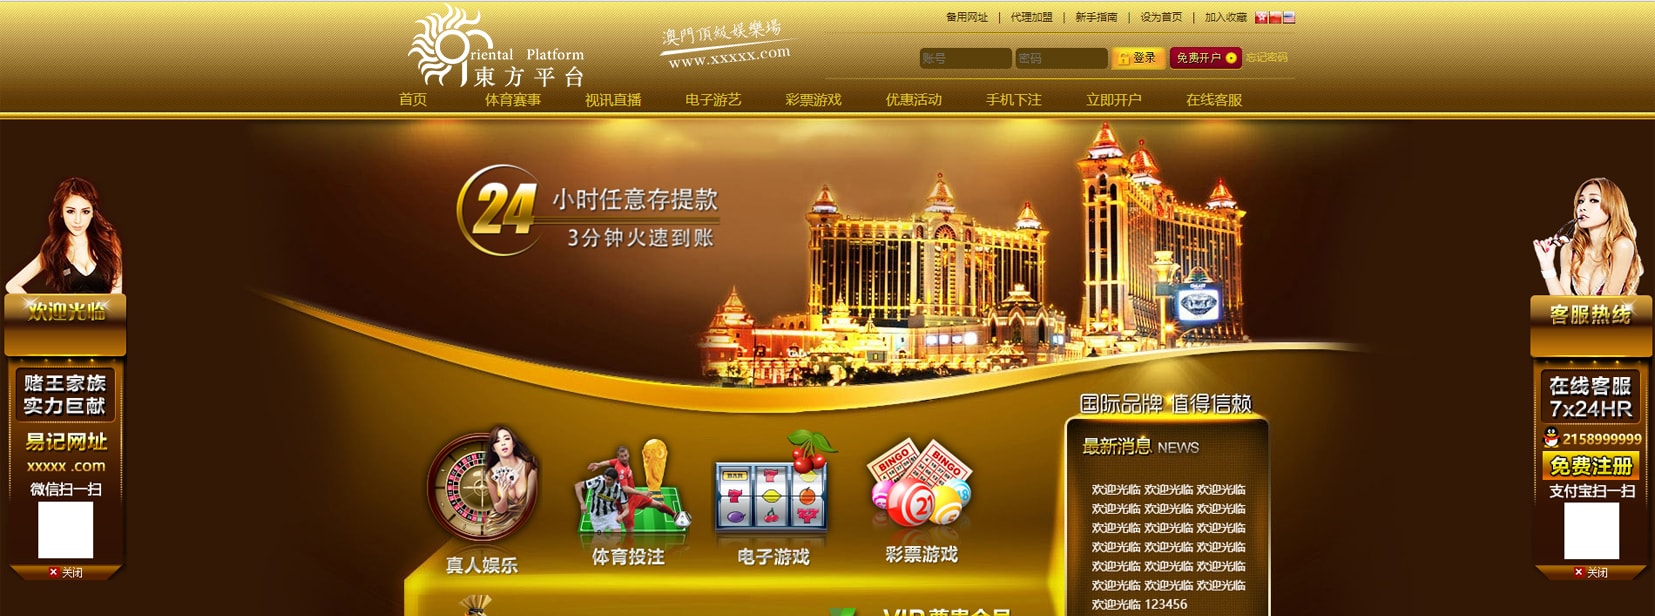 备用网址 | 代理加盟 | 新手指南 | 设为首页 | 加入收藏
Oriental Platform
東方平台
澳門頂級娛樂場
www.xxxxx.com
账号 密码 登录 免费开户 忘记密码
首页 体育赛事 视讯直播 电子游艺 彩票游戏 优惠活动 手机下注 立即开户 在线客服
24 小时任意存提款
3分钟火速到账
欢迎光临
赌王家族
实力巨献
易记网址
xxxxx .com
微信扫一扫
关闭
客服热线
在线客服
7x24HR
2158999999
免费注册
支付宝扫一扫
关闭
国际品牌 值得信赖
最新消息 NEWS
欢迎光临 欢迎光临 欢迎光临
欢迎光临 欢迎光临 欢迎光临
欢迎光临 欢迎光临 欢迎光临
欢迎光临 欢迎光临 欢迎光临
欢迎光临 欢迎光临 欢迎光临
欢迎光临 欢迎光临 欢迎光临
欢迎光临 123456
BAR 7
7
7
BINGO BINGO
21
真人娱乐 体育投注 电子游戏 彩票游戏
VIP尊贵会员